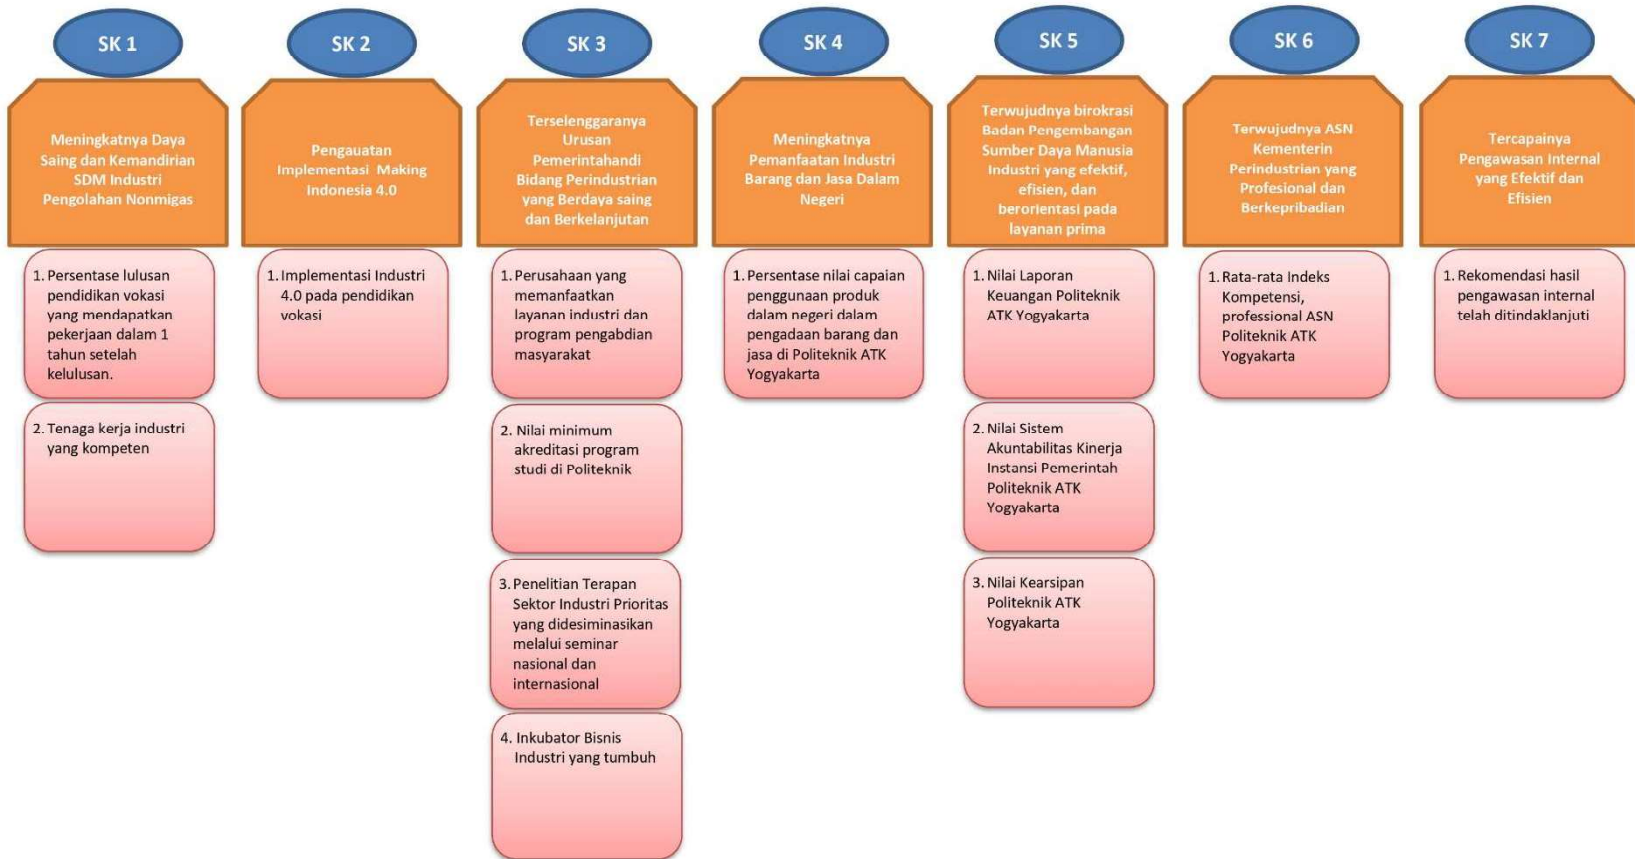 SK 1
Meningkatnya Daya
Saing dan Kemandirian
SDM Industri
Pengolahan Nonmigas
1. Persentase lulusan
pendidikan vokasi
yang mendapatkan
pekerjaan dalam 1
tahun setelah
kelulusan.
2. Tenaga kerja industri
yang kompeten
SK 2
Pengauatan
Implementasi Making
Indonesia 4.0
1. Implementasi Industri
4.0 pada pendidikan
vokasi
SK 3
Terselenggaranya
Urusan
Pemerintahandi
Bidang Perindustrian
yang Berdaya saing
dan Berkelanjutan
1. Perusahaan yang
memanfaatkan
layanan industri dan
program pengabdian
masyarakat
2. Nilai minimum
akreditasi program
studi di Politeknik
3. Penelitian Terapan
Sektor Industri Prioritas
yang didesiminasikan
melalui seminar
nasional dan
internasional
4. Inkubator Bisnis
Industri yang tumbuh
SK 4
Meningkatnya
Pemanfaatan Industri
Barang dan Jasa Dalam
Negeri
1. Persentase nilai capaian
penggunaan produk
dalam negeri dalam
pengadaan barang dan
jasa di Politeknik ATK
Yogyakarta
SK 5
Terwujudnya birokrasi
Badan Pengembangan
Sumber Daya Manusia
Industri yang efektif,
efisien, dan
berorientasi pada
layanan prima
1. Nilai Laporan
Keuangan Politeknik
ATK Yogyakarta
2. Nilai Sistem
Akuntabilitas Kinerja
Instansi Pemerintah
Politeknik ATK
Yogyakarta
3. Nilai Kearsipan
Politeknik ATK
Yogyakarta
SK 6
Terwujudnya ASN
Kementerin
Perindustrian yang
Profesional dan
Berkepribadian
1. Rata-rata Indeks
Kompetensi,
professional ASN
Politeknik ATK
Yogyakarta
SK 7
Tercapainya
Pengawasan Internal
yang Efektif dan
Efisien
1. Rekomendasi hasil
pengawasan internal
telah ditindaklanjuti